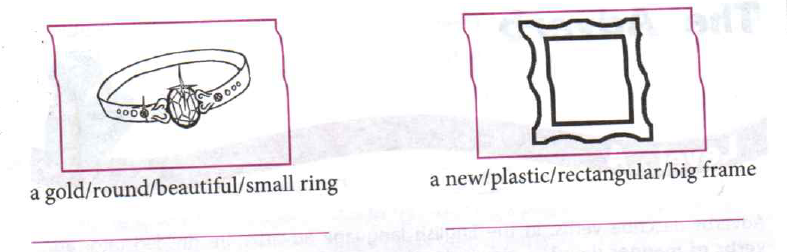 a gold/round/beautiful/small ring
a new/plastic/rectangular/big frame